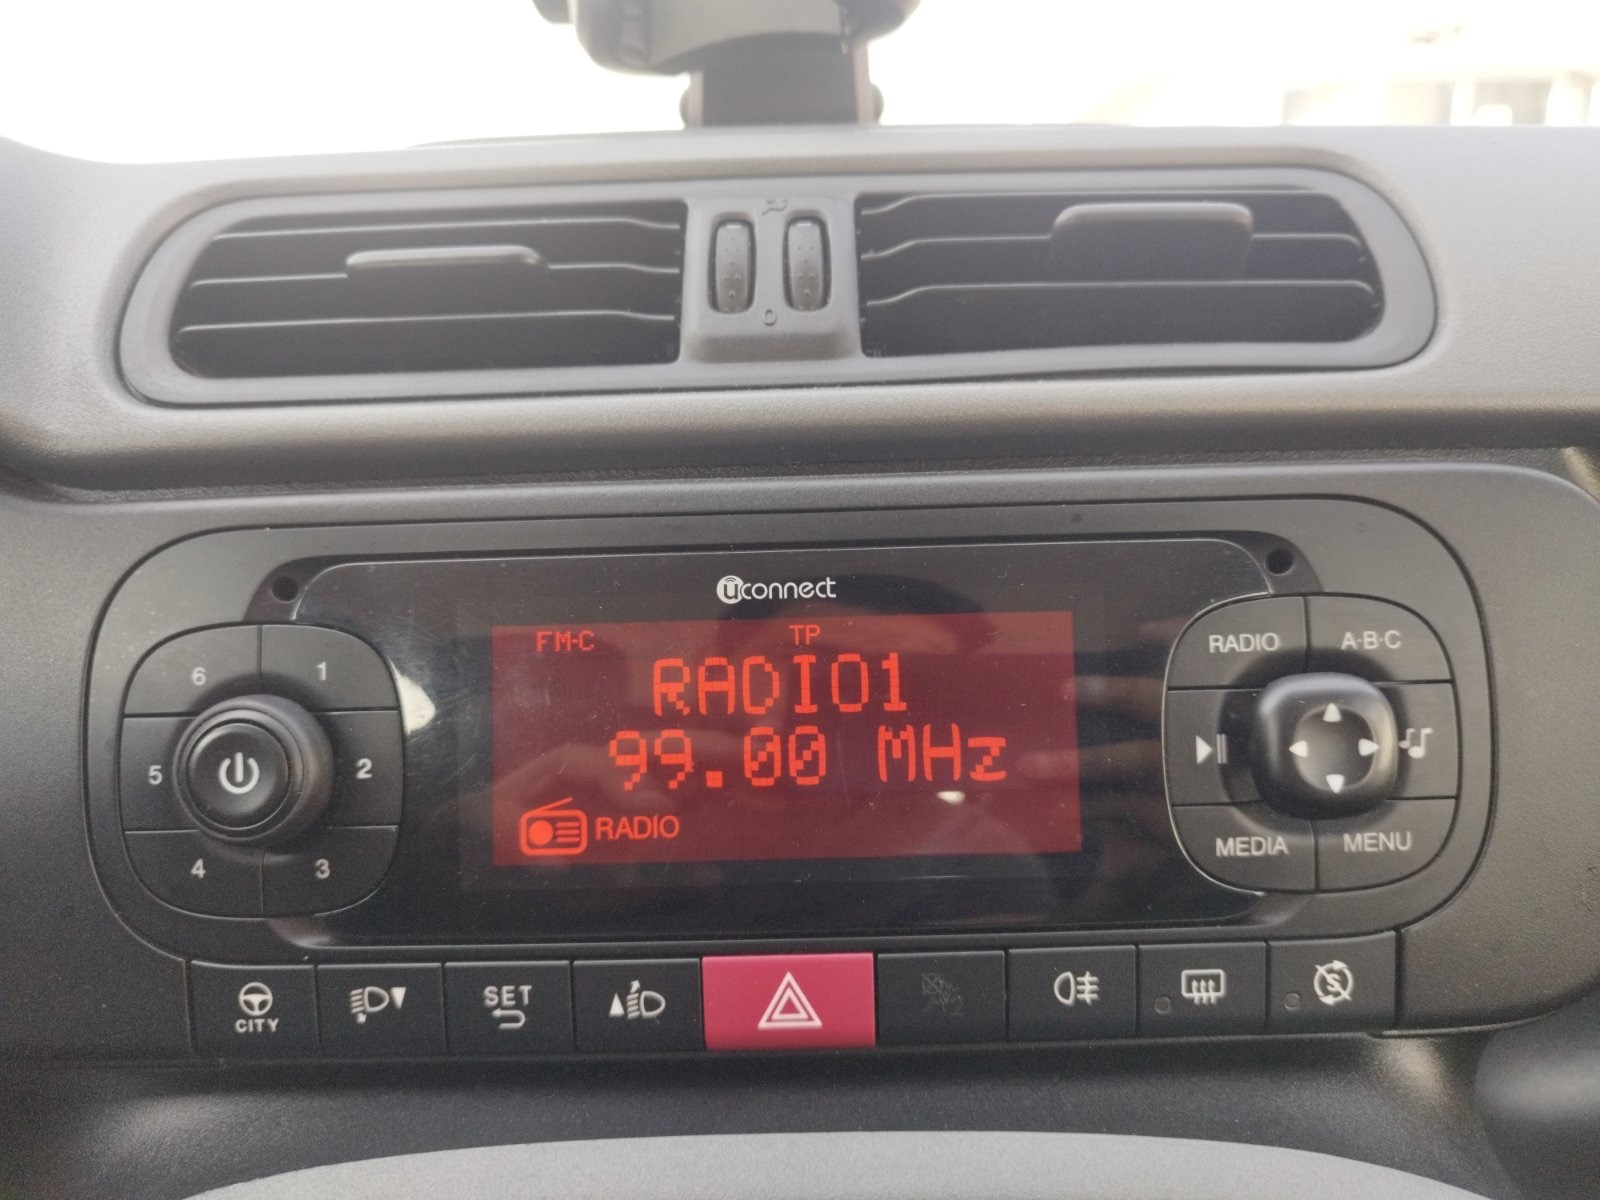 uconnect
FM-C TP
RADIO1
99.00 MHz
RADIO
6 1
5 2
4 3
RADIO A·B·C
MEDIA MENU
CITY
SET
0